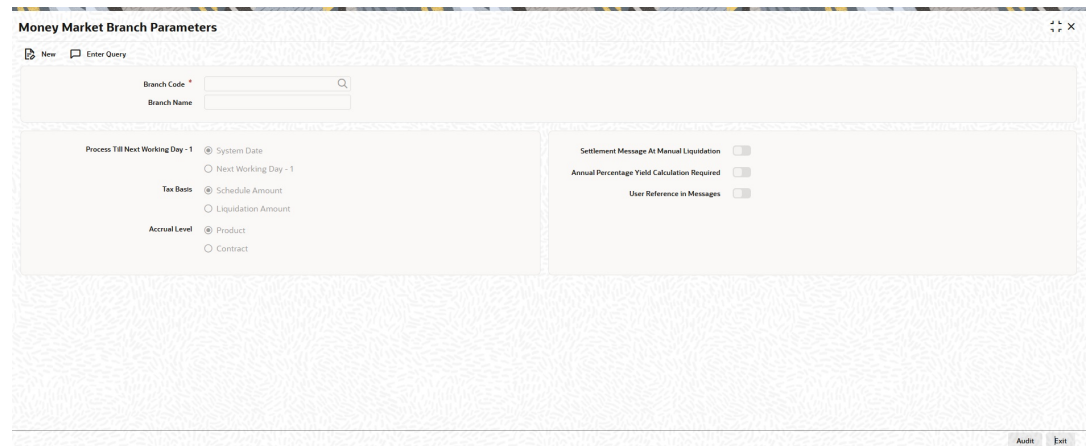 Money Market Branch Parameters
New Enter Query
Branch Code *
Branch Name
Process Till Next Working Day - 1 System Date
Next Working Day - 1
Tax Basis Schedule Amount
Liquidation Amount
Accrual Level Product
Contract
Settlement Message At Manual Liquidation
Annual Percentage Yield Calculation Required
User Reference in Messages
Audit Exit